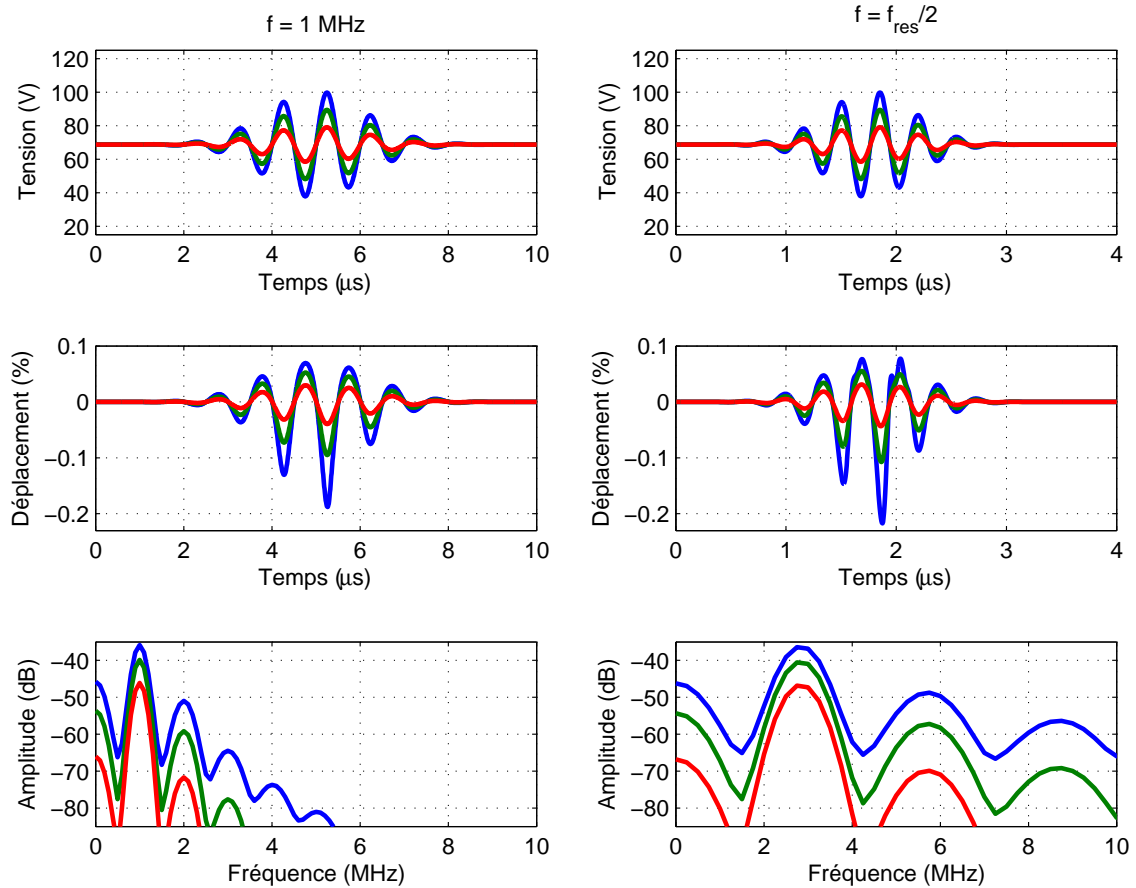 f = 1 MHz
f = f_res/2
Tension (V)
120
100
80
60
40
20
0 2 4 6 8 10
Temps (μs)
Tension (V)
120
100
80
60
40
20
0 1 2 3 4
Temps (μs)
Déplacement (%)
0.1
0
−0.1
−0.2
0 2 4 6 8 10
Temps (μs)
Déplacement (%)
0.1
0
−0.1
−0.2
0 1 2 3 4
Temps (μs)
Amplitude (dB)
−40
−50
−60
−70
−80
0 2 4 6 8 10
Fréquence (MHz)
Amplitude (dB)
−40
−50
−60
−70
−80
0 2 4 6 8 10
Fréquence (MHz)